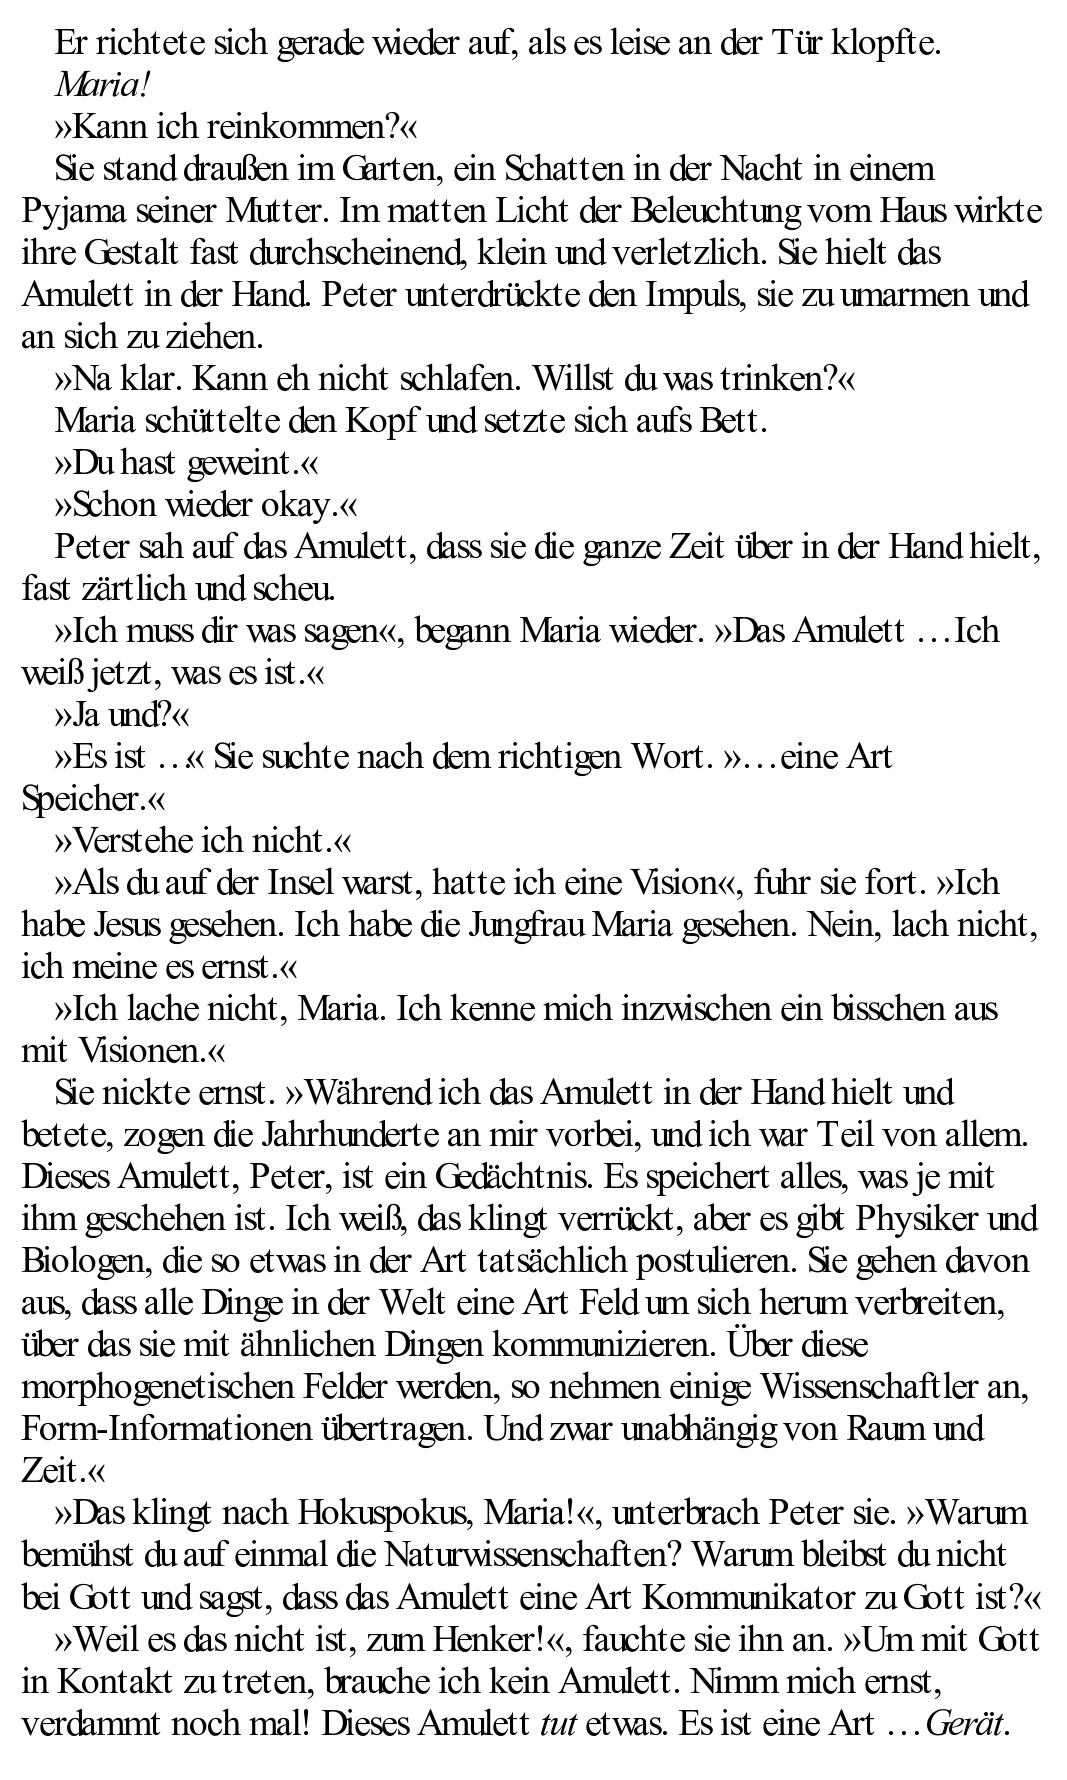 Er richtete sich gerade wieder auf, als es leise an der Tür klopfte.
Maria!
»Kann ich reinkommen?«
Sie stand draußen im Garten, ein Schatten in der Nacht in einem
Pyjama seiner Mutter. Im matten Licht der Beleuchtung vom Haus wirkte
ihre Gestalt fast durchscheinend, klein und verletzlich. Sie hielt das
Amulett in der Hand. Peter unterdrückte den Impuls, sie zu umarmen und
an sich zu ziehen.
»Na klar. Kann eh nicht schlafen. Willst du was trinken?«
Maria schüttelte den Kopf und setzte sich aufs Bett.
»Du hast geweint.«
»Schon wieder okay.«
Peter sah auf das Amulett, dass sie die ganze Zeit über in der Hand hielt,
fast zärtlich und scheu.
»Ich muss dir was sagen«, begann Maria wieder. »Das Amulett … Ich
weiß jetzt, was es ist.«
»Ja und?«
»Es ist …« Sie suchte nach dem richtigen Wort. »… eine Art
Speicher.«
»Verstehe ich nicht.«
»Als du auf der Insel warst, hatte ich eine Vision«, fuhr sie fort. »Ich
habe Jesus gesehen. Ich habe die Jungfrau Maria gesehen. Nein, lach nicht,
ich meine es ernst.«
»Ich lache nicht, Maria. Ich kenne mich inzwischen ein bisschen aus
mit Visionen.«
Sie nickte ernst. »Während ich das Amulett in der Hand hielt und
betete, zogen die Jahrhunderte an mir vorbei, und ich war Teil von allem.
Dieses Amulett, Peter, ist ein Gedächtnis. Es speichert alles, was je mit
ihm geschehen ist. Ich weiß, das klingt verrückt, aber es gibt Physiker und
Biologen, die so etwas in der Art tatsächlich postulieren. Sie gehen davon
aus, dass alle Dinge in der Welt eine Art Feld um sich herum verbreiten,
über das sie mit ähnlichen Dingen kommunizieren. Über diese
morphogenetischen Felder werden, so nehmen einige Wissenschaftler an,
Form-Informationen übertragen. Und zwar unabhängig von Raum und
Zeit.«
»Das klingt nach Hokuspokus, Maria!«, unterbrach Peter sie. »Warum
bemühst du auf einmal die Naturwissenschaften? Warum bleibst du nicht
bei Gott und sagst, dass das Amulett eine Art Kommunikator zu Gott ist?«
»Weil es das nicht ist, zum Henker!«, fauchte sie ihn an. »Um mit Gott
in Kontakt zu treten, brauche ich kein Amulett. Nimm mich ernst,
verdammt noch mal! Dieses Amulett tut etwas. Es ist eine Art … Gerät.